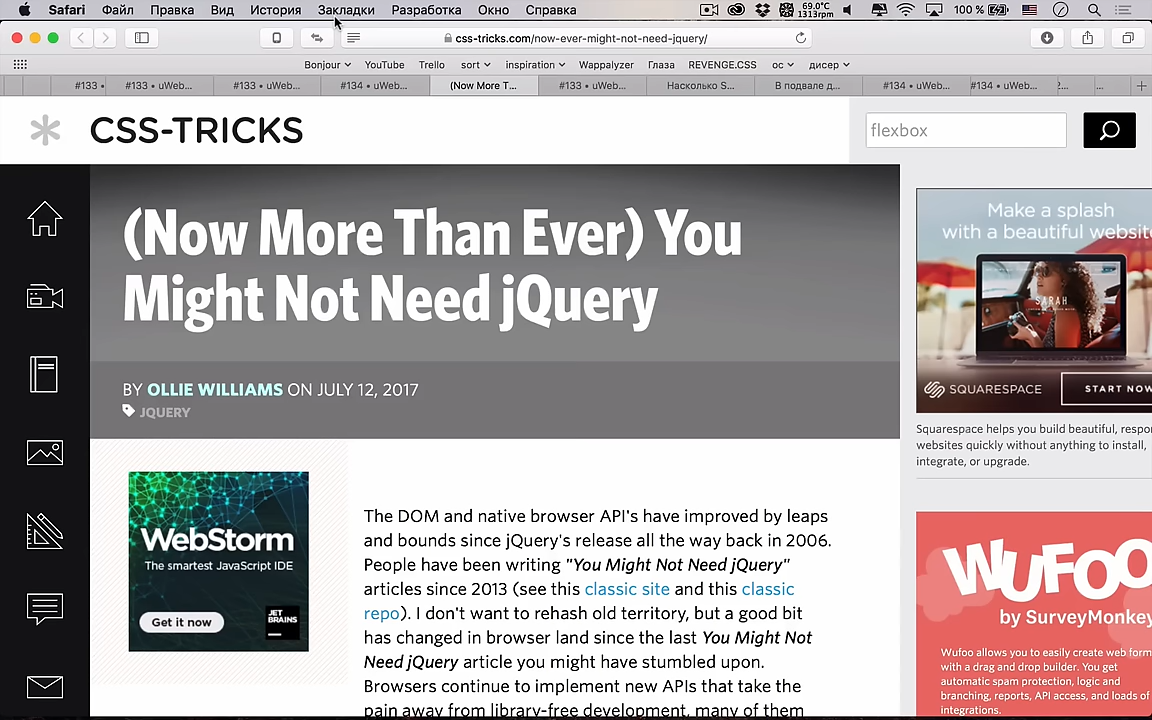 Safari Файл Правка Вид История Закладки Разработка Окно Справка 69.0°C 1313rpm 100 %
css-tricks.com/now-ever-might-not-need-jquery/
Bonjour YouTube Trello sort inspiration Wappalyzer Глаза REVENGE.CSS ос дисер
#133 • #133 • uWeb... #133 • uWeb... #134 • uWeb... (Now More T... #133 • uWeb... Насколько S... В подвале д... #134 • uWeb... #134 • uWeb... ...
CSS-TRICKS
flexbox
(Now More Than Ever) You
Might Not Need jQuery
BY OLLIE WILLIAMS ON JULY 12, 2017
JQUERY
WebStorm
The smartest JavaScript IDE
Get it now
JET
BRAINS
The DOM and native browser API's have improved by leaps
and bounds since jQuery's release all the way back in 2006.
People have been writing "You Might Not Need jQuery"
articles since 2013 (see this classic site and this classic
repo). I don't want to rehash old territory, but a good bit
has changed in browser land since the last You Might Not
Need jQuery article you might have stumbled upon.
Browsers continue to implement new APIs that take the
pain away from library-free development, many of them
Make a splash
with a beautiful website
SARAH
SQUARESPACE
START NOW
Squarespace helps you build beautiful, respo
websites quickly without anything to install,
integrate, or upgrade.
WUFOO
by SurveyMonkey
Wufoo allows you to easily create web form
with a drag and drop builder. You get
automatic spam protection, logic and
branching, reports, API access, and loads of
integrations.